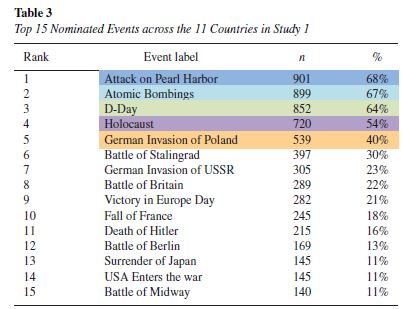 Table 3
Top 15 Nominated Events across the 11 Countries in Study 1
Rank Event label n %
1 Attack on Pearl Harbor 901 68%
2 Atomic Bombings 899 67%
3 D-Day 852 64%
4 Holocaust 720 54%
5 German Invasion of Poland 539 40%
6 Battle of Stalingrad 397 30%
7 German Invasion of USSR 305 23%
8 Battle of Britain 289 22%
9 Victory in Europe Day 282 21%
10 Fall of France 245 18%
11 Death of Hitler 215 16%
12 Battle of Berlin 169 13%
13 Surrender of Japan 145 11%
14 USA Enters the war 145 11%
15 Battle of Midway 140 11%